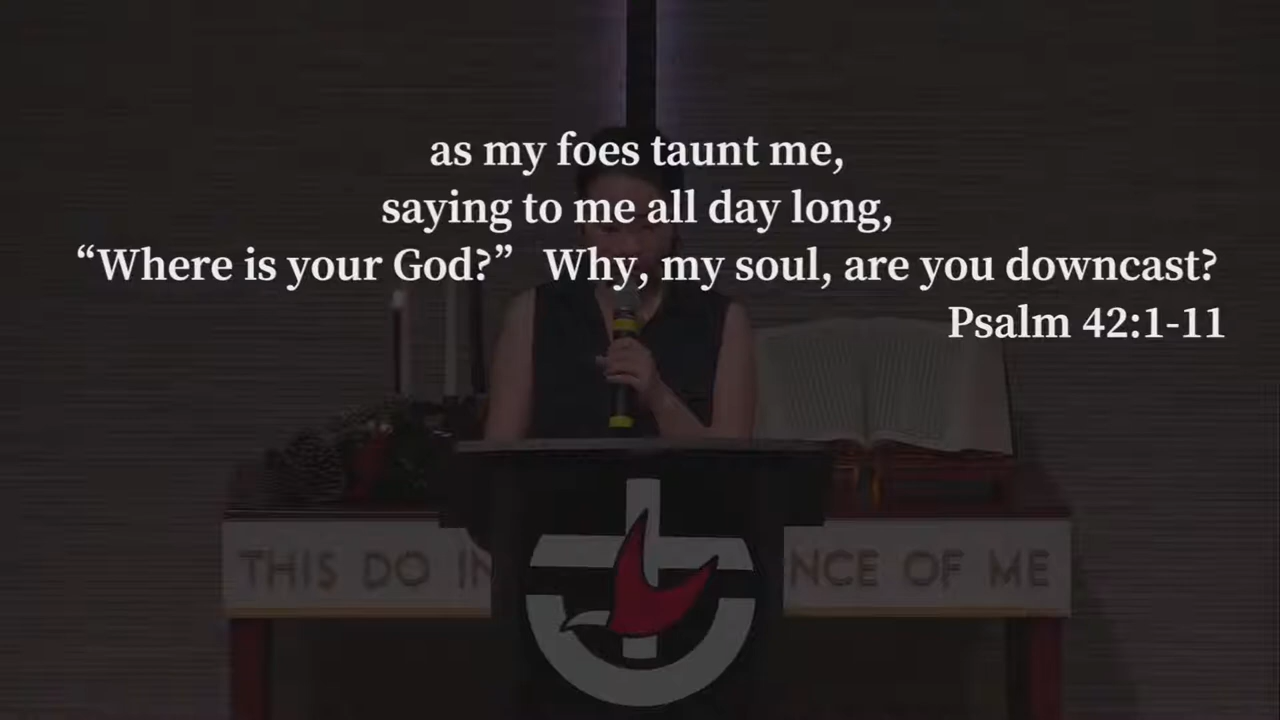 as my foes taunt me,
saying to me all day long,
“Where is your God?” Why, my soul, are you downcast?
Psalm 42:1-11
THIS DO IN
NCE OF ME